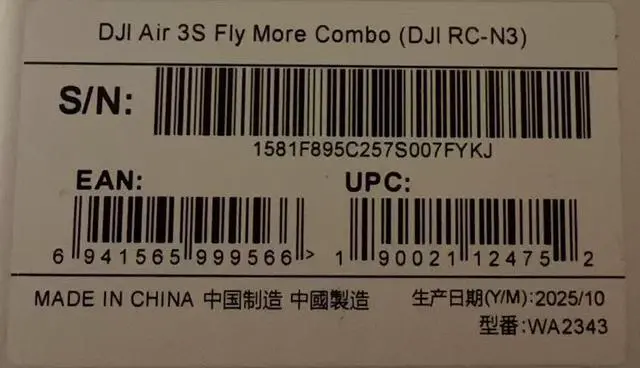 DJI Air 3S Fly More Combo (DJI RC-N3)
S/N:
1581F895C257S007FYKJ
EAN:
6 941565 999566 >
UPC:
1 90021 12475 2
MADE IN CHINA 中国制造 中國製造
生产日期(Y/M): 2025/10
型番: WA2343